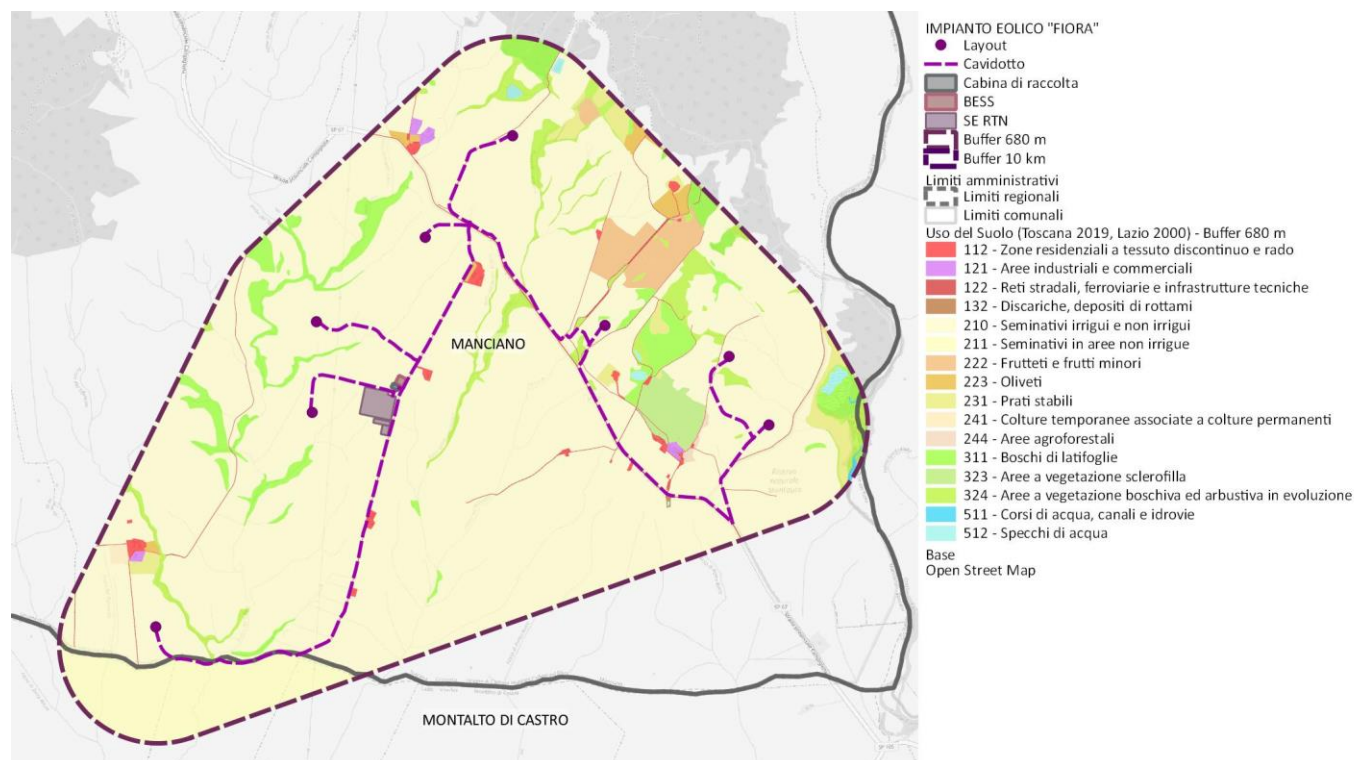 IMPIANTO EOLICO "FIORA"
Layout
Cavidotto
Cabina di raccolta
BESS
SE RTN
Buffer 680 m
Buffer 10 km
Limiti amministrativi
Limiti regionali
Limiti comunali
Uso del Suolo (Toscana 2019, Lazio 2000) - Buffer 680 m
112 - Zone residenziali a tessuto discontinuo e rado
121 - Aree industriali e commerciali
122 - Reti stradali, ferroviarie e infrastrutture tecniche
132 - Discariche, depositi di rottami
210 - Seminativi irrigui e non irrigui
211 - Seminativi in aree non irrigue
222 - Frutteti e frutti minori
223 - Oliveti
231 - Prati stabili
241 - Colture temporanee associate a colture permanenti
244 - Aree agroforestali
311 - Boschi di latifoglie
323 - Aree a vegetazione sclerofilla
324 - Aree a vegetazione boschiva ed arbustiva in evoluzione
511 - Corsi di acqua, canali e idrovie
512 - Specchi di acqua
Base
Open Street Map
MANCIANO
MONTALTO DI CASTRO